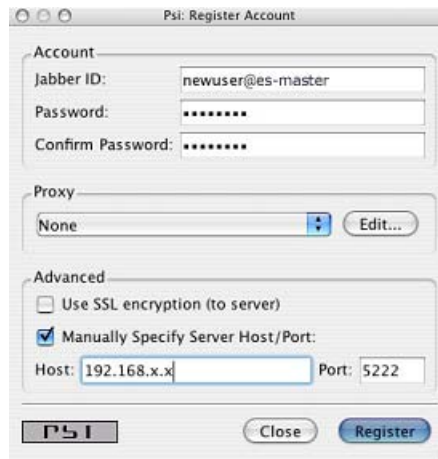 Psi: Register Account
Account
Jabber ID: newuser@es-master
Password: ••••••••
Confirm Password: ••••••••
Proxy
None Edit...
Advanced
Use SSL encryption (to server)
Manually Specify Server Host/Port:
Host: 192.168.x.x Port: 5222
PSI Close Register